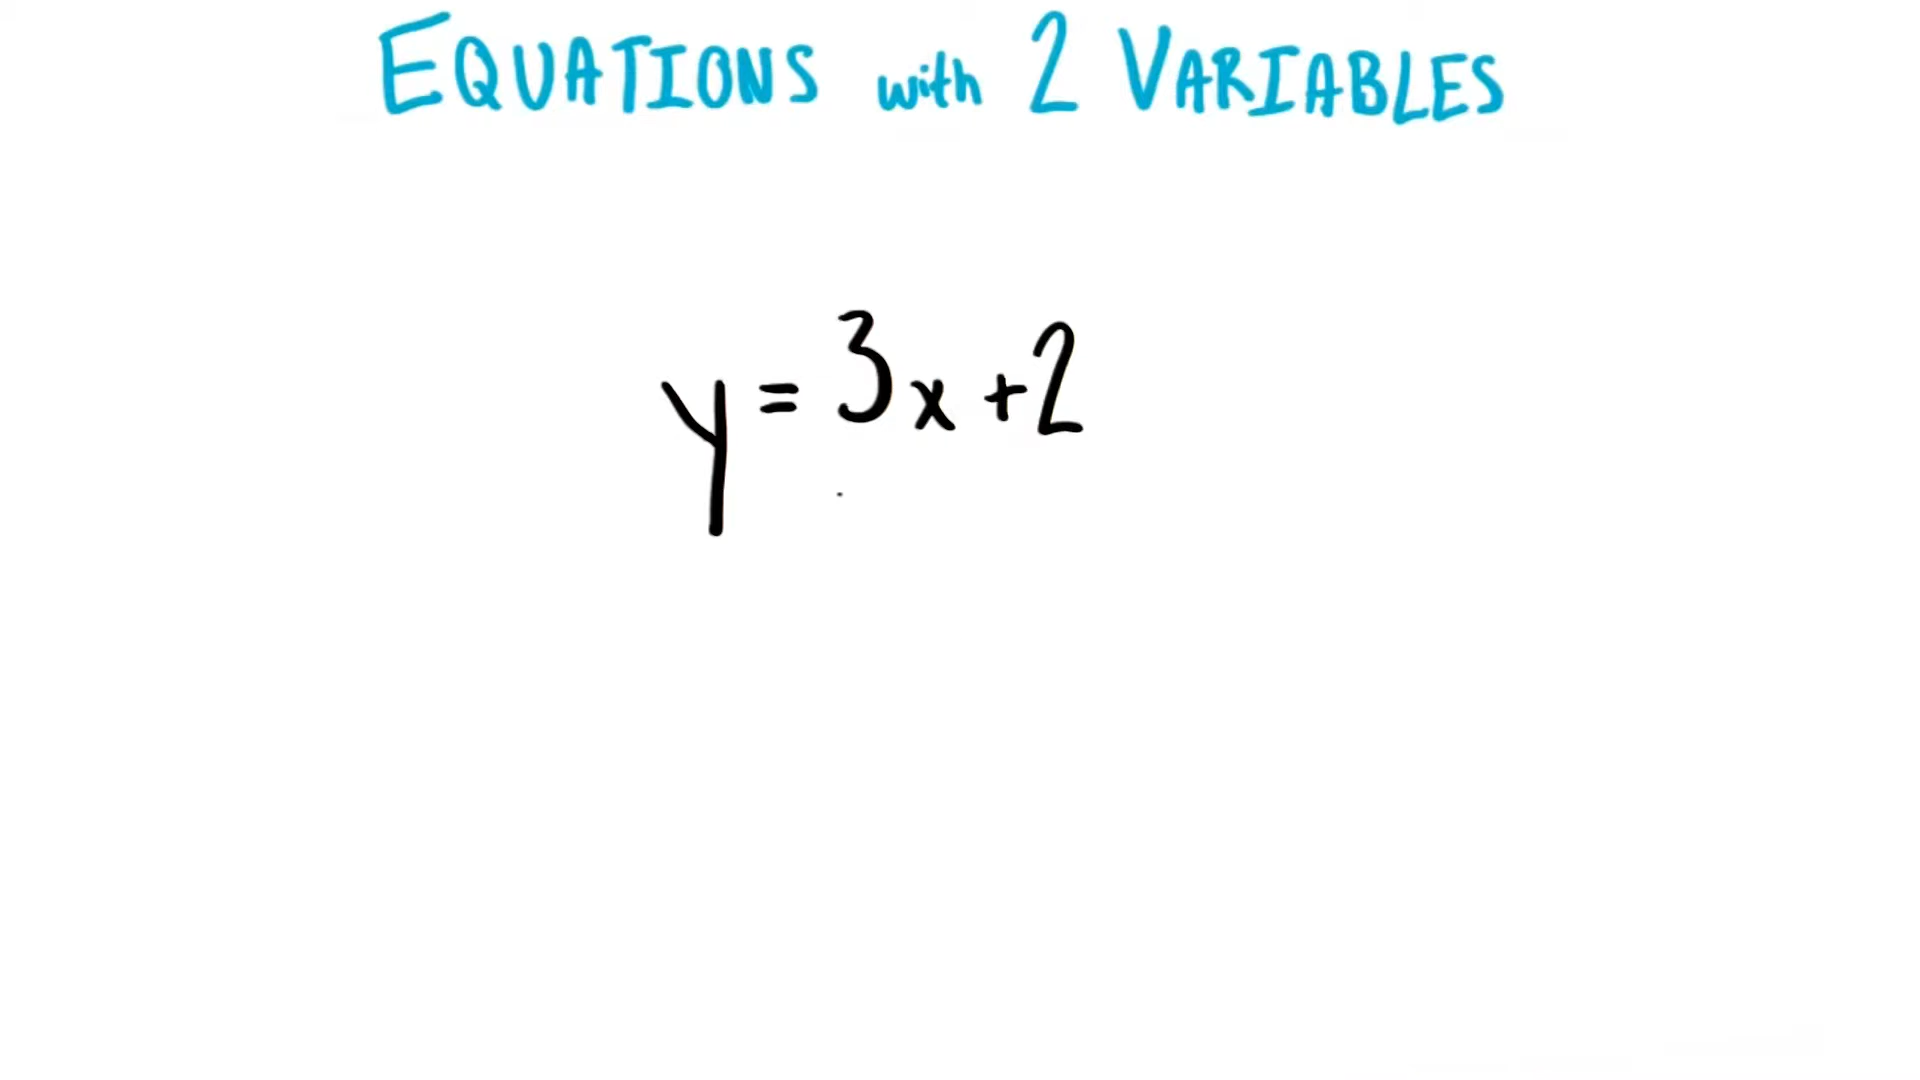 EQUATIONS with 2 VARIABLES
y = 3x + 2